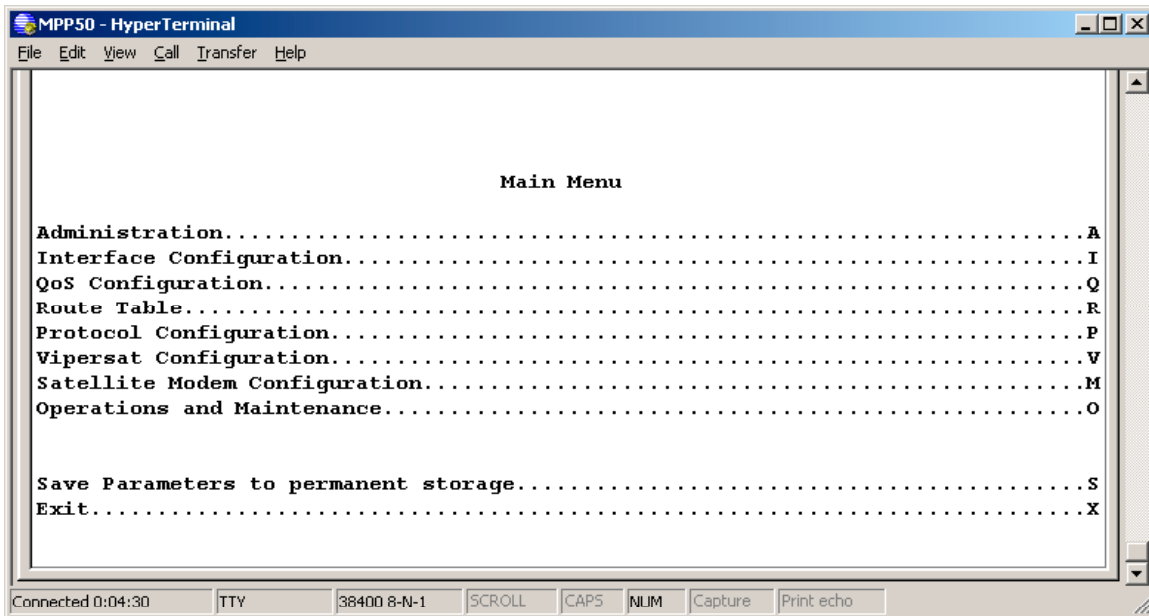 MPP50 - HyperTerminal
File Edit View Call Transfer Help
Main Menu
Administration.................................................................A
Interface Configuration........................................................I
QoS Configuration..............................................................Q
Route Table....................................................................R
Protocol Configuration.........................................................P
Vipersat Configuration.........................................................V
Satellite Modem Configuration..................................................M
Operations and Maintenance.....................................................O
Save Parameters to permanent storage...........................................S
Exit...........................................................................X
Connected 0:04:30 TTY 38400 8-N-1 SCROLL CAPS NUM Capture Print echo